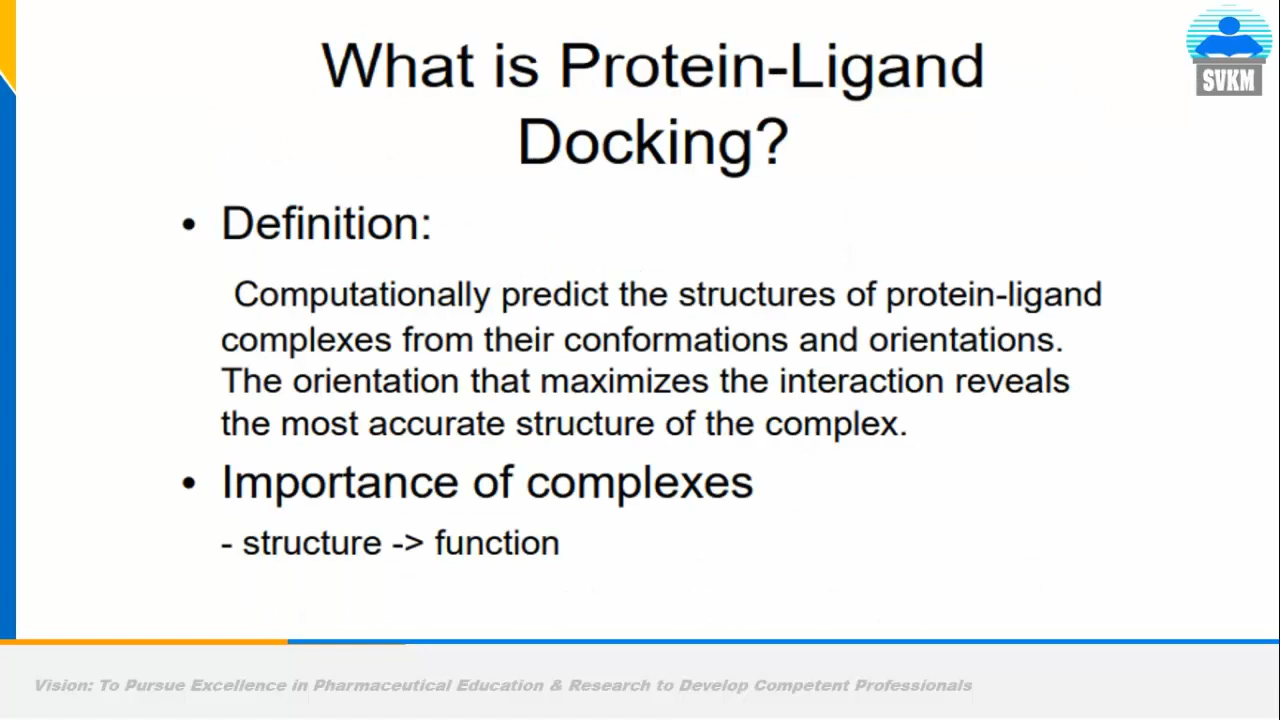 What is Protein-Ligand
Docking?
SVKM
• Definition:
Computationally predict the structures of protein-ligand
complexes from their conformations and orientations.
The orientation that maximizes the interaction reveals
the most accurate structure of the complex.
• Importance of complexes
- structure -> function
Vision: To Pursue Excellence in Pharmaceutical Education & Research to Develop Competent Professionals